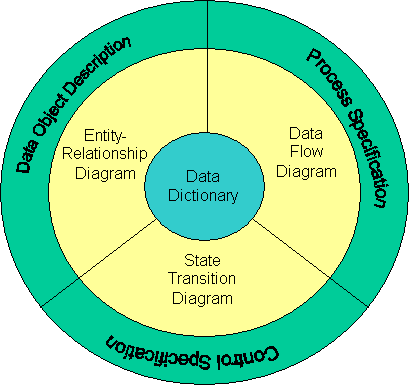 Data Object Description
Process Specification
Entity-
Relationship
Diagram
Data
Flow
Diagram
Data
Dictionary
State
Transition
Diagram
Control Specification